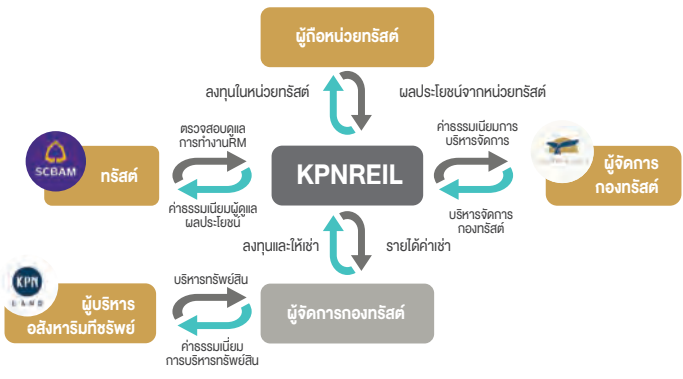 ผู้ถือหน่วยทรัสต์
ลงทุนในหน่วยทรัสต์
ผลประโยชน์จากหน่วยทรัสต์
ตรวจสอบดูแล
การทำงานRM
ค่าธรรมเนียมการ
บริหารจัดการ
SCBAM
ทรัสต์
KPNREIL
ผู้จัดการ
กองทรัสต์
ค่าธรรมเนียมผู้ดูแล
ผลประโยชน์
บริหารจัดการ
กองทรัสต์
ลงทุนและให้เช่า
รายได้ค่าเช่า
KPN
LAND
ผู้บริหาร
อสังหาริมทีชรัพย์
บริหารทรัพย์สิน
ผู้จัดการกองทรัสต์
ค่าธรรมเนี่ยม
การบริหารทรัพย์สิน